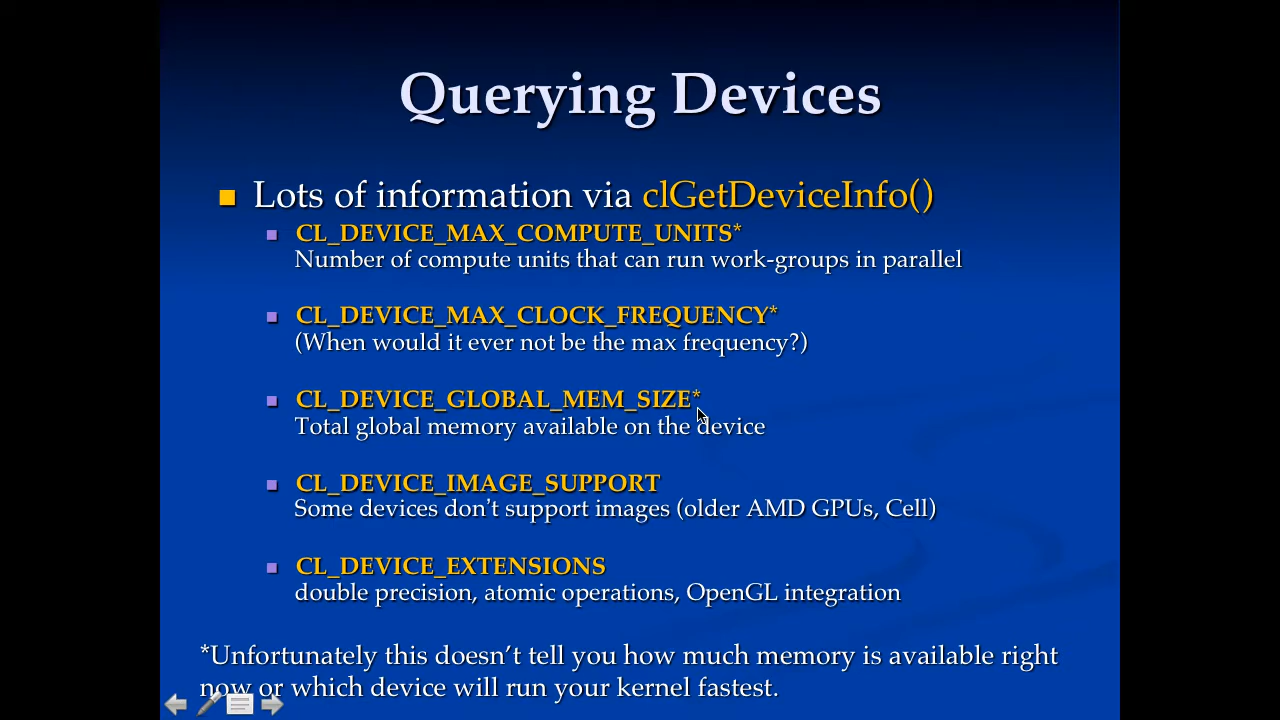 Querying Devices
Lots of information via clGetDeviceInfo()
CL_DEVICE_MAX_COMPUTE_UNITS*
Number of compute units that can run work-groups in parallel
CL_DEVICE_MAX_CLOCK_FREQUENCY*
(When would it ever not be the max frequency?)
CL_DEVICE_GLOBAL_MEM_SIZE*
Total global memory available on the device
CL_DEVICE_IMAGE_SUPPORT
Some devices don’t support images (older AMD GPUs, Cell)
CL_DEVICE_EXTENSIONS
double precision, atomic operations, OpenGL integration
*Unfortunately this doesn’t tell you how much memory is available right
now or which device will run your kernel fastest.